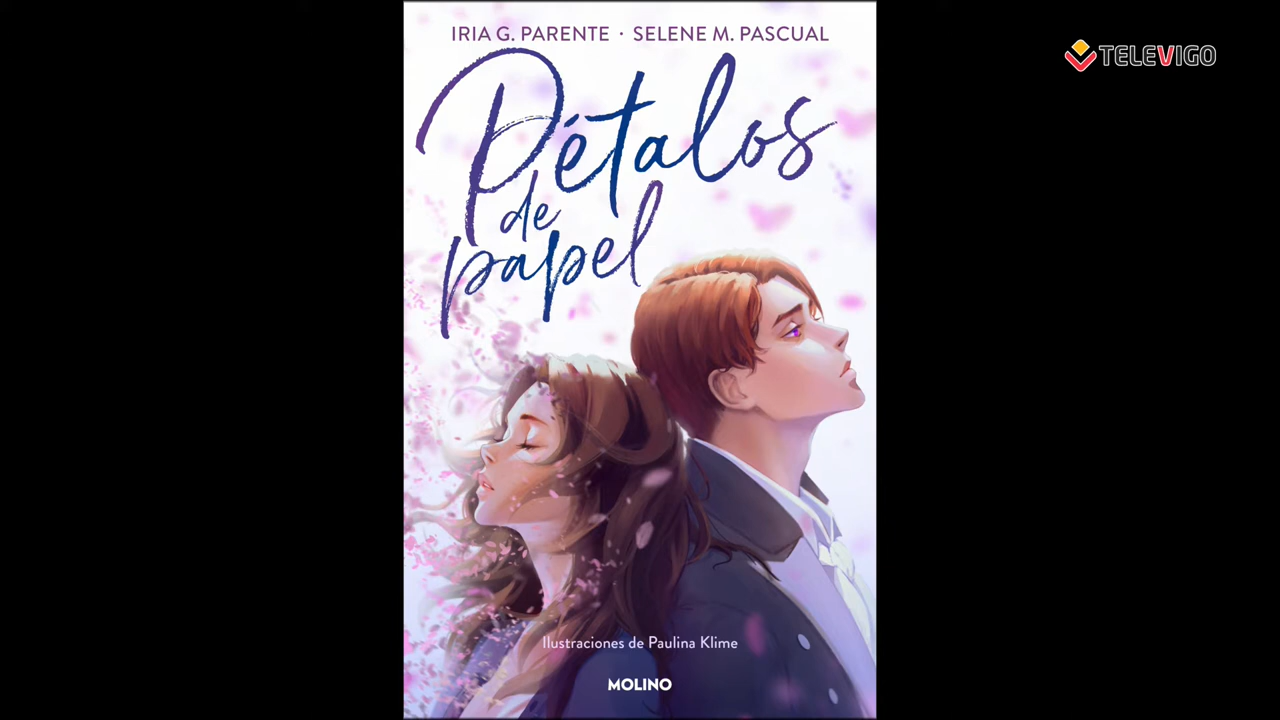 IRIA G. PARENTE · SELENE M. PASCUAL
TELEVIGO
Pétalos
de
papel
Ilustraciones de Paulina Klime
MOLINO